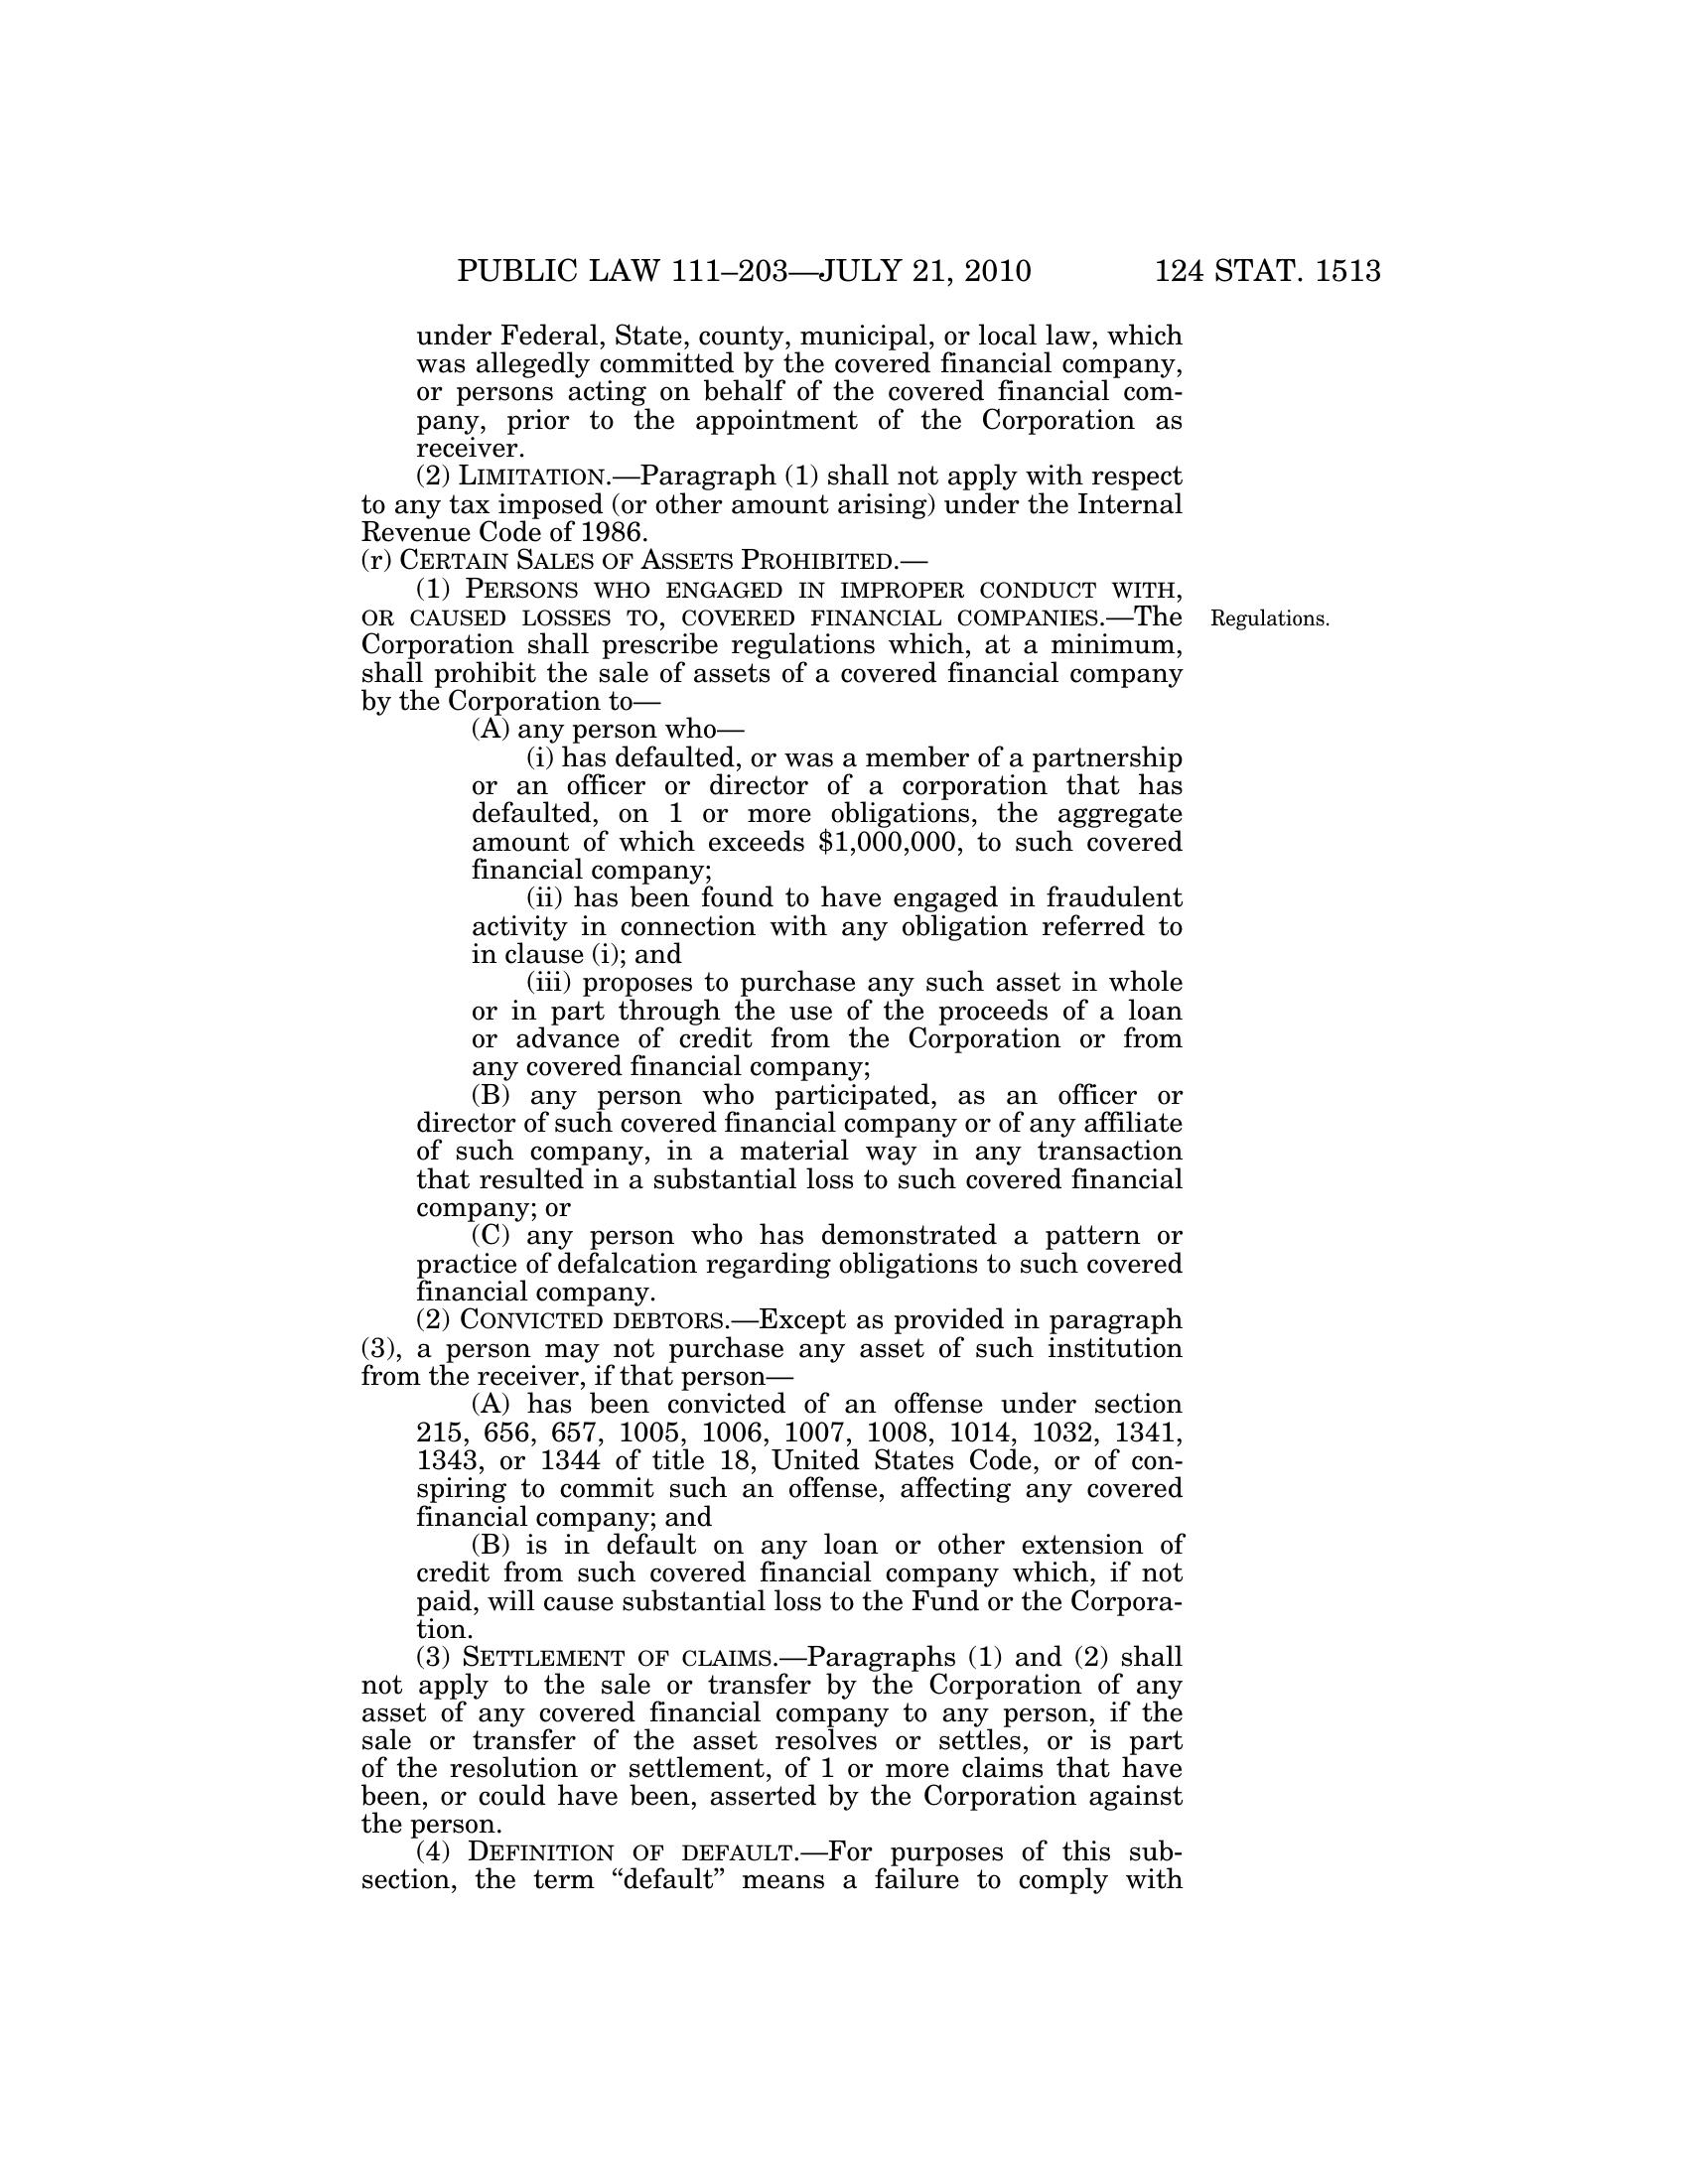 PUBLIC LAW 111–203—JULY 21, 2010 124 STAT. 1513
under Federal, State, county, municipal, or local law, which
was allegedly committed by the covered financial company,
or persons acting on behalf of the covered financial com-
pany, prior to the appointment of the Corporation as
receiver.
(2) LIMITATION.—Paragraph (1) shall not apply with respect
to any tax imposed (or other amount arising) under the Internal
Revenue Code of 1986.
(r) CERTAIN SALES OF ASSETS PROHIBITED.—
(1) PERSONS WHO ENGAGED IN IMPROPER CONDUCT WITH,
OR CAUSED LOSSES TO, COVERED FINANCIAL COMPANIES.—The
Regulations.
Corporation shall prescribe regulations which, at a minimum,
shall prohibit the sale of assets of a covered financial company
by the Corporation to—
(A) any person who—
(i) has defaulted, or was a member of a partnership
or an officer or director of a corporation that has
defaulted, on 1 or more obligations, the aggregate
amount of which exceeds $1,000,000, to such covered
financial company;
(ii) has been found to have engaged in fraudulent
activity in connection with any obligation referred to
in clause (i); and
(iii) proposes to purchase any such asset in whole
or in part through the use of the proceeds of a loan
or advance of credit from the Corporation or from
any covered financial company;
(B) any person who participated, as an officer or
director of such covered financial company or of any affiliate
of such company, in a material way in any transaction
that resulted in a substantial loss to such covered financial
company; or
(C) any person who has demonstrated a pattern or
practice of defalcation regarding obligations to such covered
financial company.
(2) CONVICTED DEBTORS.—Except as provided in paragraph
(3), a person may not purchase any asset of such institution
from the receiver, if that person—
(A) has been convicted of an offense under section
215, 656, 657, 1005, 1006, 1007, 1008, 1014, 1032, 1341,
1343, or 1344 of title 18, United States Code, or of con-
spiring to commit such an offense, affecting any covered
financial company; and
(B) is in default on any loan or other extension of
credit from such covered financial company which, if not
paid, will cause substantial loss to the Fund or the Corpora-
tion.
(3) SETTLEMENT OF CLAIMS.—Paragraphs (1) and (2) shall
not apply to the sale or transfer by the Corporation of any
asset of any covered financial company to any person, if the
sale or transfer of the asset resolves or settles, or is part
of the resolution or settlement, of 1 or more claims that have
been, or could have been, asserted by the Corporation against
the person.
(4) DEFINITION OF DEFAULT.—For purposes of this sub-
section, the term “default” means a failure to comply with